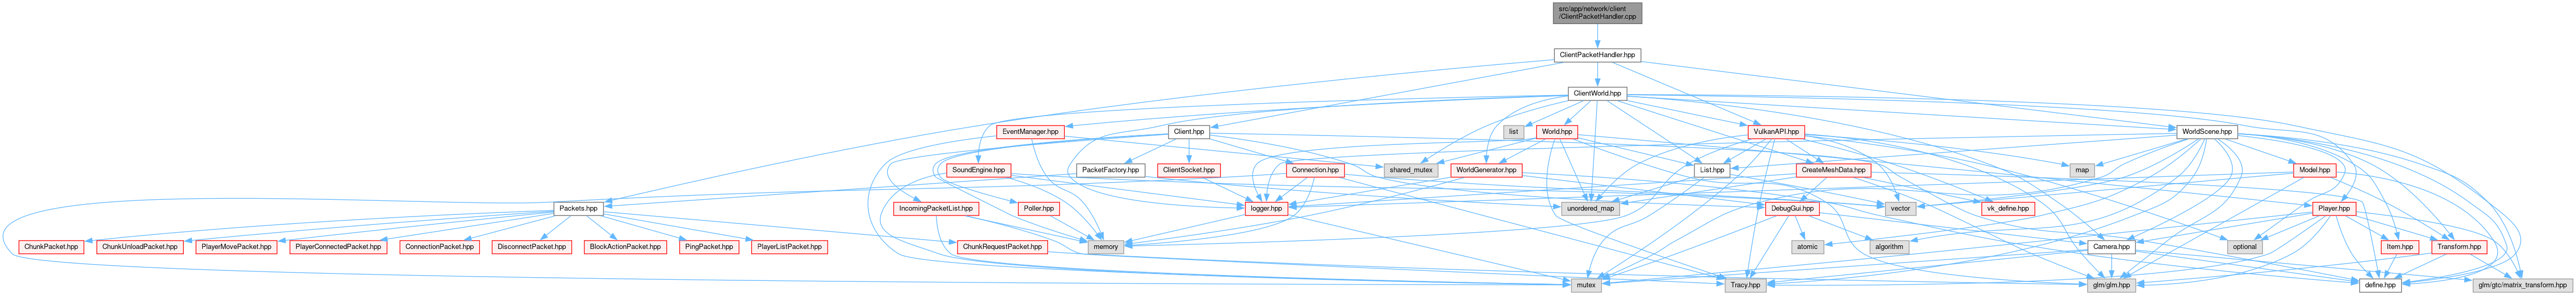 src/app/network/client
/ClientPacketHandler.cpp
ClientPacketHandler.hpp
ClientWorld.hpp
EventManager.hpp
Client.hpp
list
World.hpp
VulkanAPI.hpp
WorldScene.hpp
SoundEngine.hpp
PacketFactory.hpp
ClientSocket.hpp
Connection.hpp
shared_mutex
WorldGenerator.hpp
List.hpp
CreateMeshData.hpp
map
Model.hpp
Packets.hpp
IncomingPacketList.hpp
Poller.hpp
logger.hpp
unordered_map
DebugGui.hpp
vk_define.hpp
vector
Player.hpp
ChunkPacket.hpp
ChunkUnloadPacket.hpp
PlayerMovePacket.hpp
PlayerConnectedPacket.hpp
ConnectionPacket.hpp
DisconnectPacket.hpp
BlockActionPacket.hpp
PingPacket.hpp
PlayerListPacket.hpp
ChunkRequestPacket.hpp
memory
atomic
algorithm
Camera.hpp
optional
Item.hpp
Transform.hpp
mutex
Tracy.hpp
glm/glm.hpp
define.hpp
glm/gtc/matrix_transform.hpp